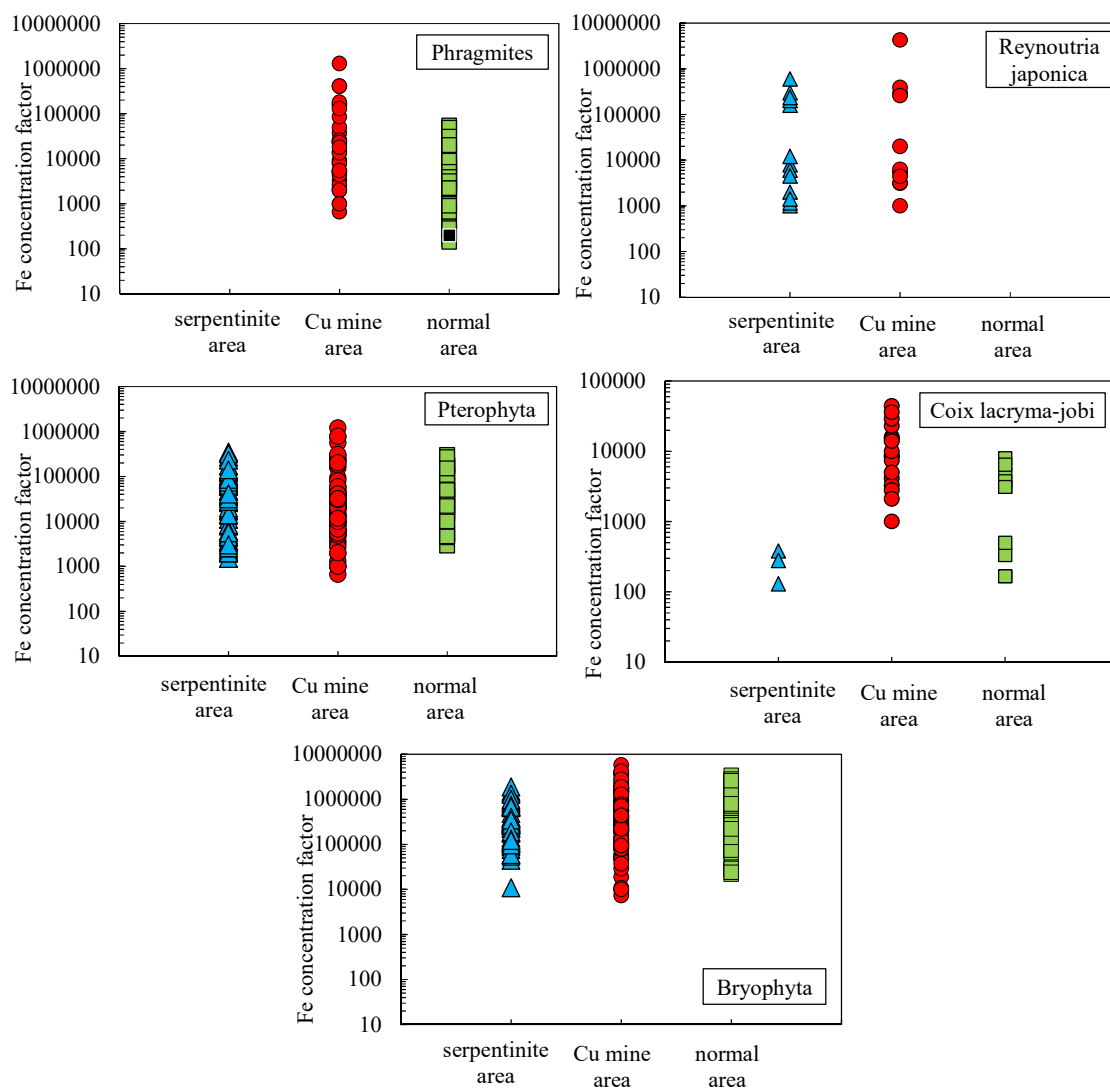 Phragmites
Fe concentration factor
10000000
1000000
100000
10000
1000
100
10
serpentinite
area
Cu mine
area
normal
area
Reynoutria
japonica
Fe concentration factor
10000000
1000000
100000
10000
1000
100
10
serpentinite
area
Cu mine
area
normal
area
Pterophyta
Fe concentration factor
10000000
1000000
100000
10000
1000
100
10
serpentinite
area
Cu mine
area
normal
area
Coix lacryma-jobi
Fe concentration factor
100000
10000
1000
100
10
serpentinite
area
Cu mine
area
normal
area
Bryophyta
Fe concentration factor
10000000
1000000
100000
10000
1000
100
10
serpentinite
area
Cu mine
area
normal
area